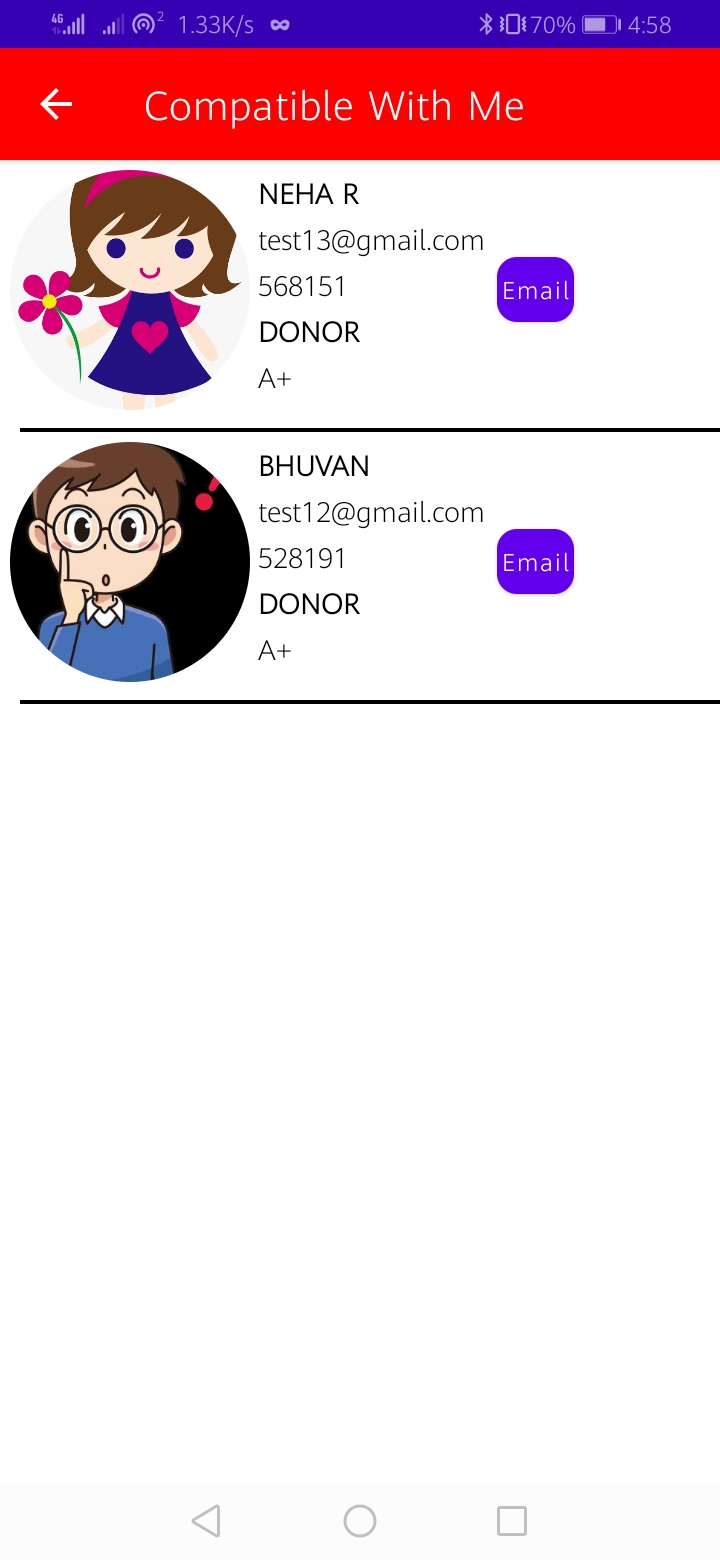 4G 2 1.33K/s 70% 4:58
Compatible With Me
NEHA R
test13@gmail.com
568151
Email
DONOR
A+
BHUVAN
test12@gmail.com
528191
Email
DONOR
A+